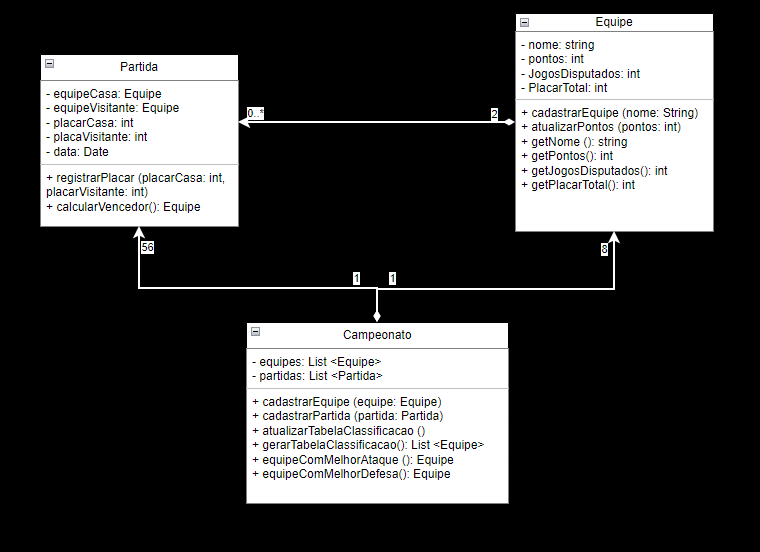 Equipe
- nome: string
- pontos: int
- JogosDisputados: int
- PlacarTotal: int
+ cadastrarEquipe (nome: String)
+ atualizarPontos (pontos: int)
+ getNome (): string
+ getPontos(): int
+ getJogosDisputados(): int
+ getPlacarTotal(): int
Partida
- equipeCasa: Equipe
- equipeVisitante: Equipe
- placarCasa: int
- placaVisitante: int
- data: Date
+ registrarPlacar (placarCasa: int,
placarVisitante: int)
+ calcularVencedor(): Equipe
0..*
2
56
1
1
8
Campeonato
- equipes: List <Equipe>
- partidas: List <Partida>
+ cadastrarEquipe (equipe: Equipe)
+ cadastrarPartida (partida: Partida)
+ atualizarTabelaClassificacao ()
+ gerarTabelaClassificacao(): List <Equipe>
+ equipeComMelhorAtaque (): Equipe
+ equipeComMelhorDefesa(): Equipe